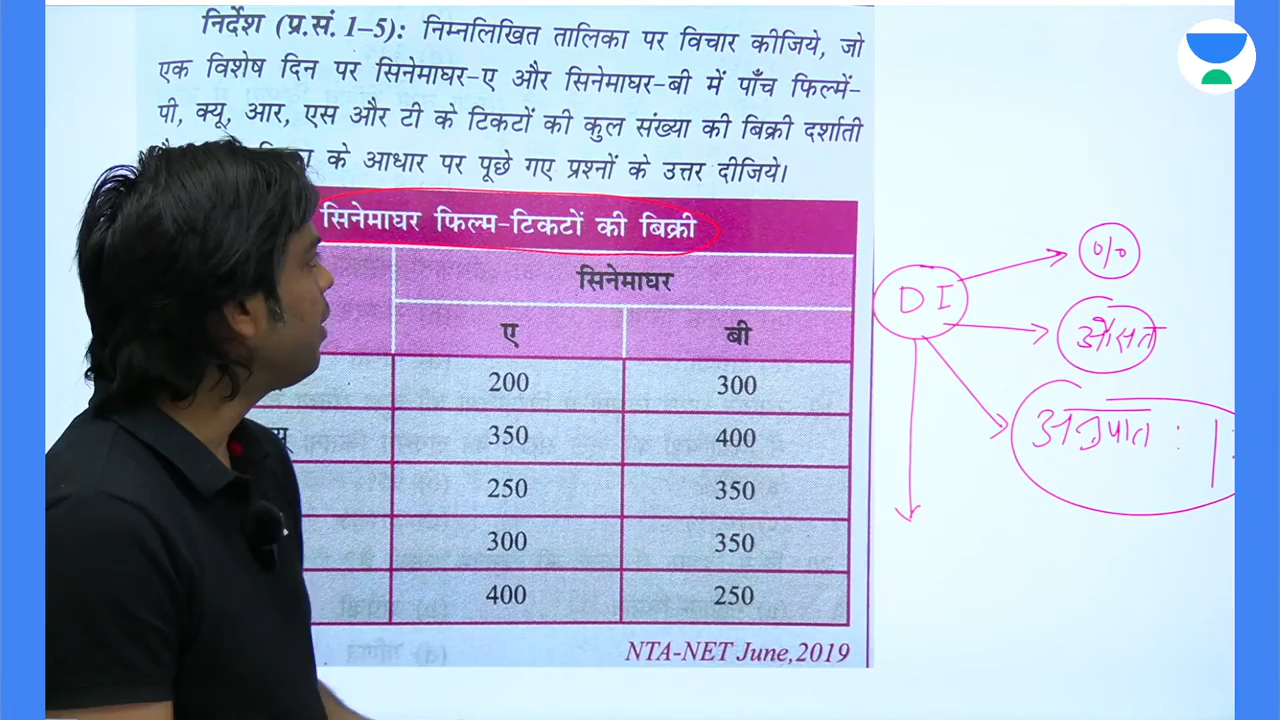 निर्देश (प्र.सं. 1–5): निम्नलिखित तालिका पर विचार कीजिये, जो
एक विशेष दिन पर सिनेमाघर-ए और सिनेमाघर-बी में पाँच फिल्में-
पी, क्यू, आर, एस और टी के टिकटों की कुल संख्या की बिक्री दर्शाती
के आधार पर पूछे गए प्रश्नों के उत्तर दीजिये।
सिनेमाघर फिल्म-टिकटों की बिक्री
सिनेमाघर
ए बी
200 300
350 400
250 350
300 350
400 250
NTA-NET June,2019
DI
%
औसत
अनुपात :